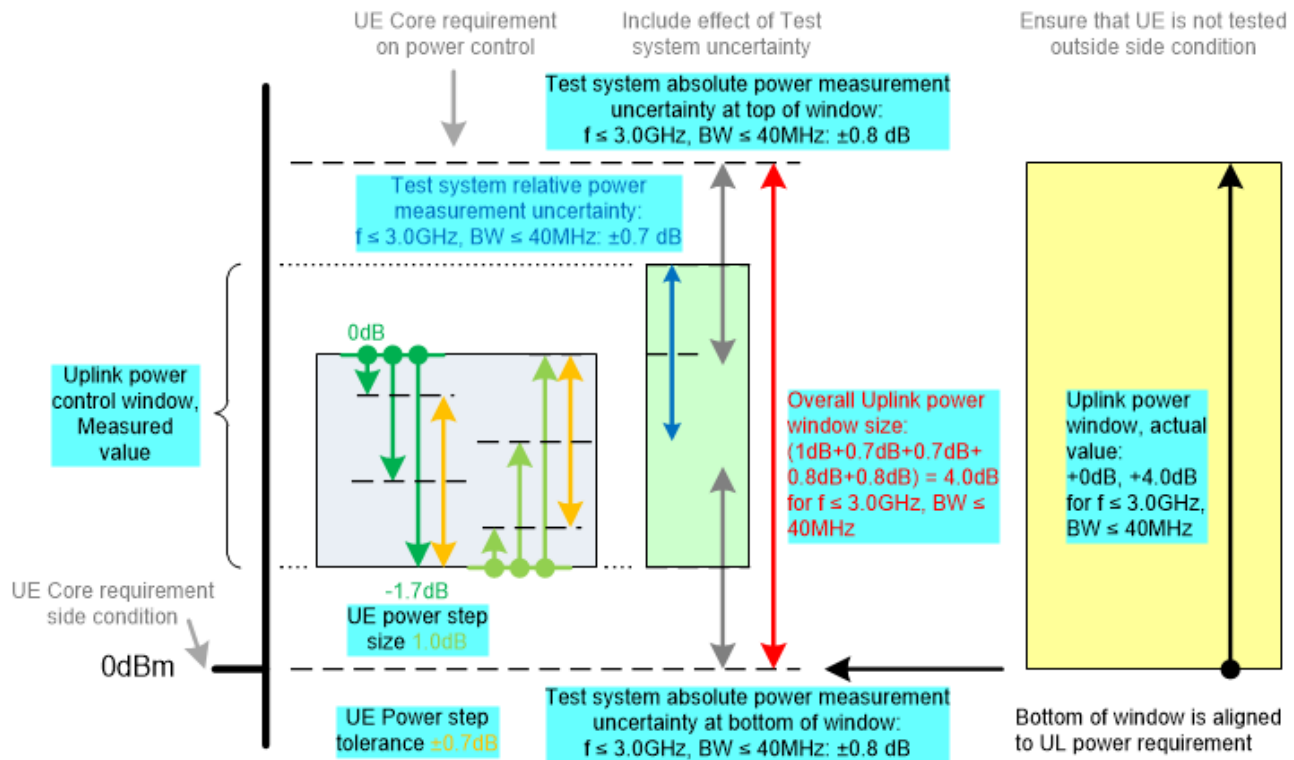 UE Core requirement
on power control
Include effect of Test
system uncertainty
Ensure that UE is not tested
outside side condition
Test system absolute power measurement
uncertainty at top of window:
f ≤ 3.0GHz, BW ≤ 40MHz: ±0.8 dB
Test system relative power
measurement uncertainty:
f ≤ 3.0GHz, BW ≤ 40MHz: ±0.7 dB
0dB
Uplink power
control window,
Measured
value
Overall Uplink power
window size:
(1dB+0.7dB+0.7dB+
0.8dB+0.8dB) = 4.0dB
for f ≤ 3.0GHz, BW ≤
40MHz
Uplink power
window, actual
value:
+0dB, +4.0dB
for f ≤ 3.0GHz,
BW ≤ 40MHz
-1.7dB
UE power step
size 1.0dB
UE Core requirement
side condition
0dBm
UE Power step
tolerance ±0.7dB
Test system absolute power measurement
uncertainty at bottom of window:
f ≤ 3.0GHz, BW ≤ 40MHz: ±0.8 dB
Bottom of window is aligned
to UL power requirement